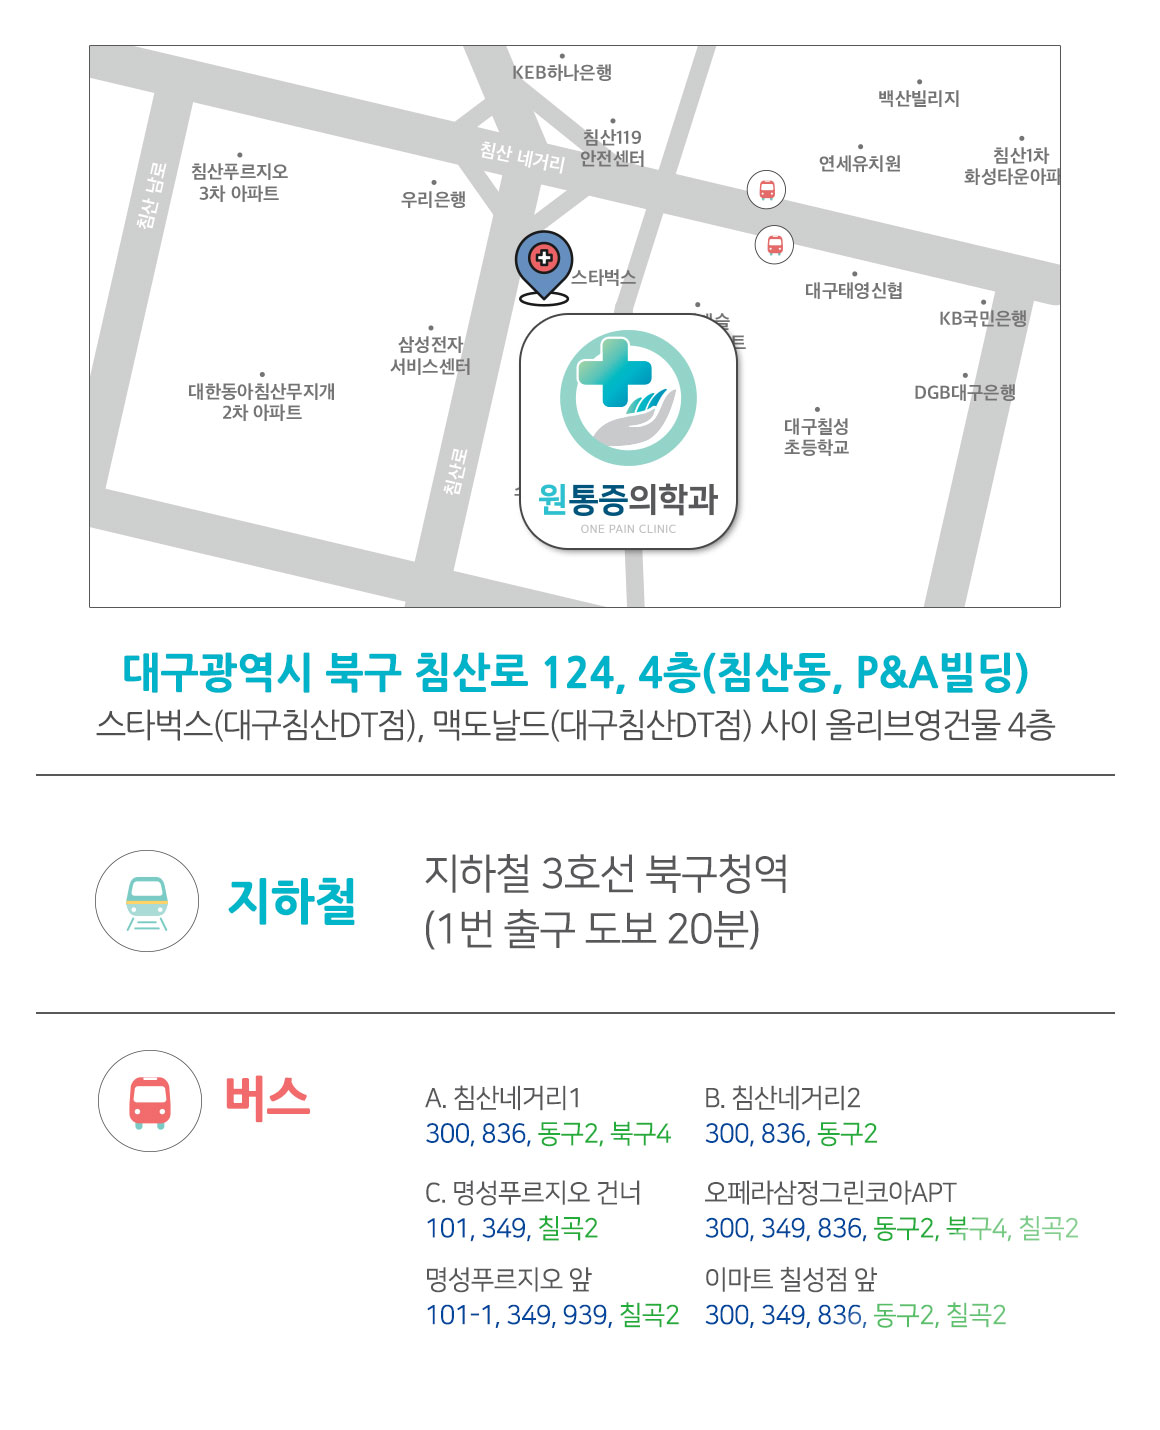 KEB하나은행
백산빌리지
침산119
안전센터
침산 네거리
연세유치원
침산1차
화성타운아파
침산푸르지오
3차 아파트
침산 남로
우리은행
스타벅스
대구태영신협
KB국민은행
삼성전자
서비스센터
대한동아침산무지개
2차 아파트
DGB대구은행
대구칠성
초등학교
침산로
원통증의학과
ONE PAIN CLINIC
대구광역시 북구 침산로 124, 4층(침산동, P&A빌딩)
스타벅스(대구침산DT점), 맥도날드(대구침산DT점) 사이 올리브영건물 4층
지하철
지하철 3호선 북구청역
(1번 출구 도보 20분)
버스
A. 침산네거리1
300, 836, 동구2, 북구4
B. 침산네거리2
300, 836, 동구2
C. 명성푸르지오 건너
101, 349, 칠곡2
오페라삼정그린코아APT
300, 349, 836, 동구2, 북구4, 칠곡2
명성푸르지오 앞
101-1, 349, 939, 칠곡2
이마트 칠성점 앞
300, 349, 836, 동구2, 칠곡2